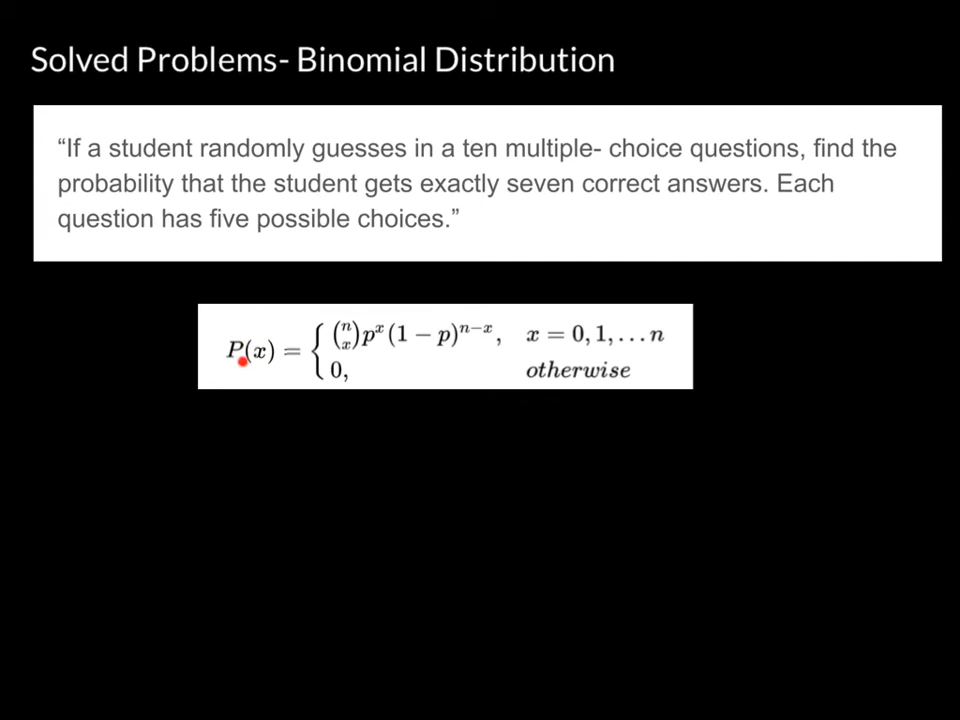 Solved Problems- Binomial Distribution
“If a student randomly guesses in a ten multiple- choice questions, find the
probability that the student gets exactly seven correct answers. Each
question has five possible choices.”
P(x) = { (n x) p^x (1 − p)^{n−x}, x = 0, 1, . . . n
0, otherwise